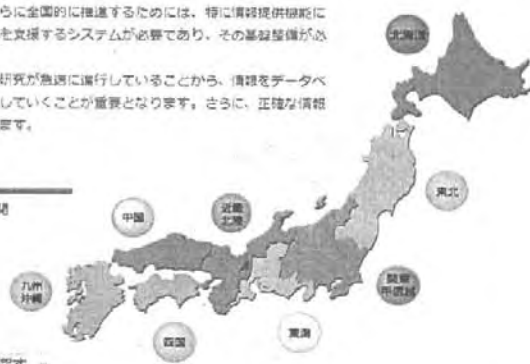 らに全国的に推進するためには、特に情報提供機能に
を支援するシステムが必要であり、その基盤整備が必
研究が急速に進行していることから、情報をデータベ
していくことが重要となります。さらに、正確な情報
ます。
北海道
東北
関東
甲信越
東海
近畿
北陸
中国
四国
九州
沖縄